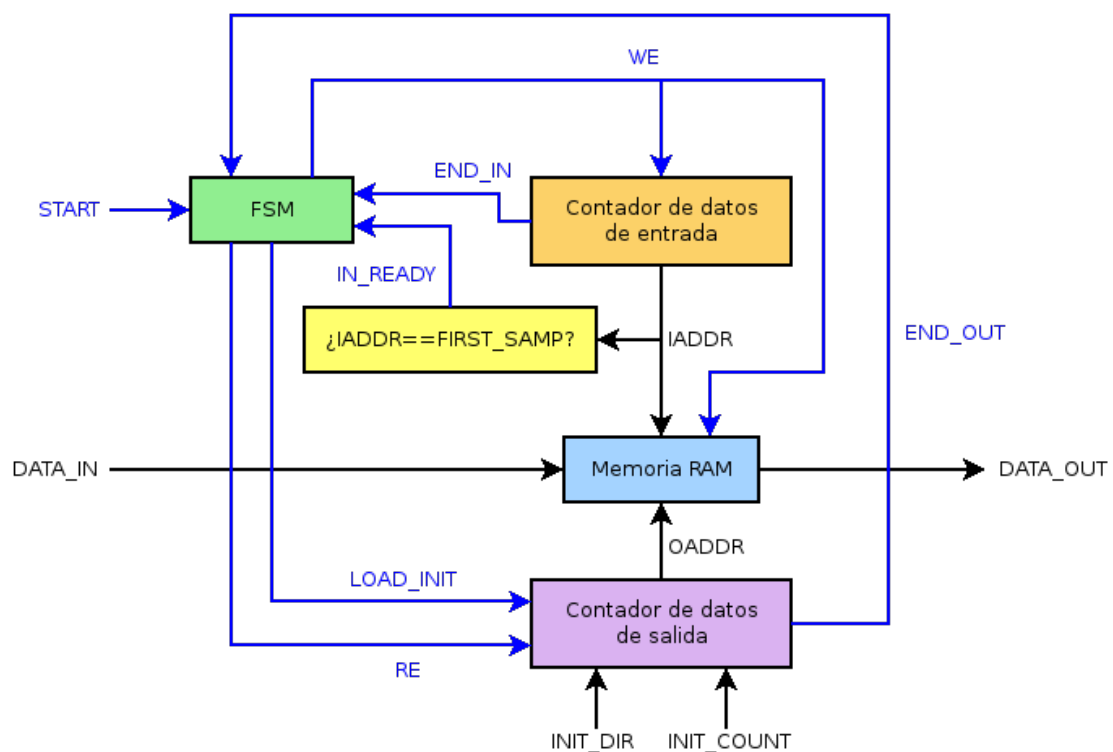 WE
END_IN
START
FSM
Contador de datos
de entrada
IN_READY
¿IADDR==FIRST_SAMP?
IADDR
END_OUT
DATA_IN
Memoria RAM
DATA_OUT
OADDR
LOAD_INIT
Contador de datos
de salida
RE
INIT_DIR
INIT_COUNT